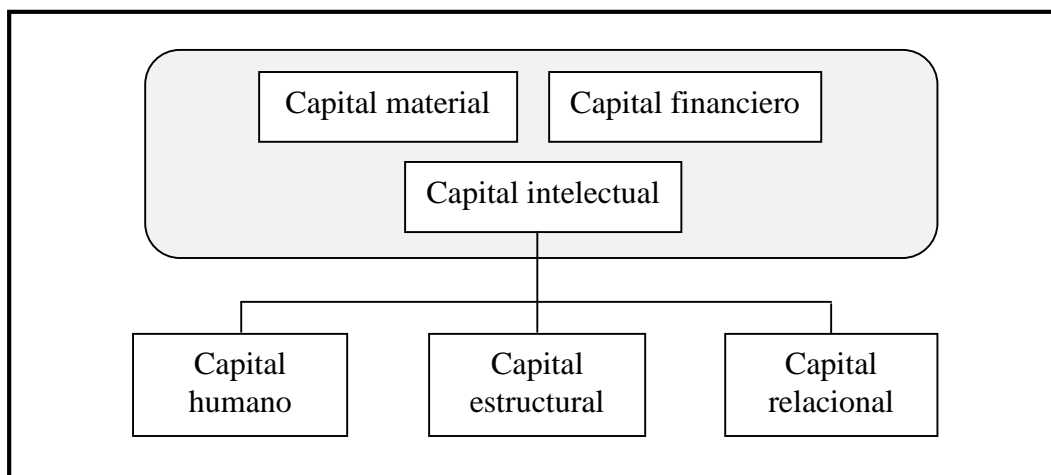 Capital material
Capital financiero
Capital intelectual
Capital
humano
Capital
estructural
Capital
relacional